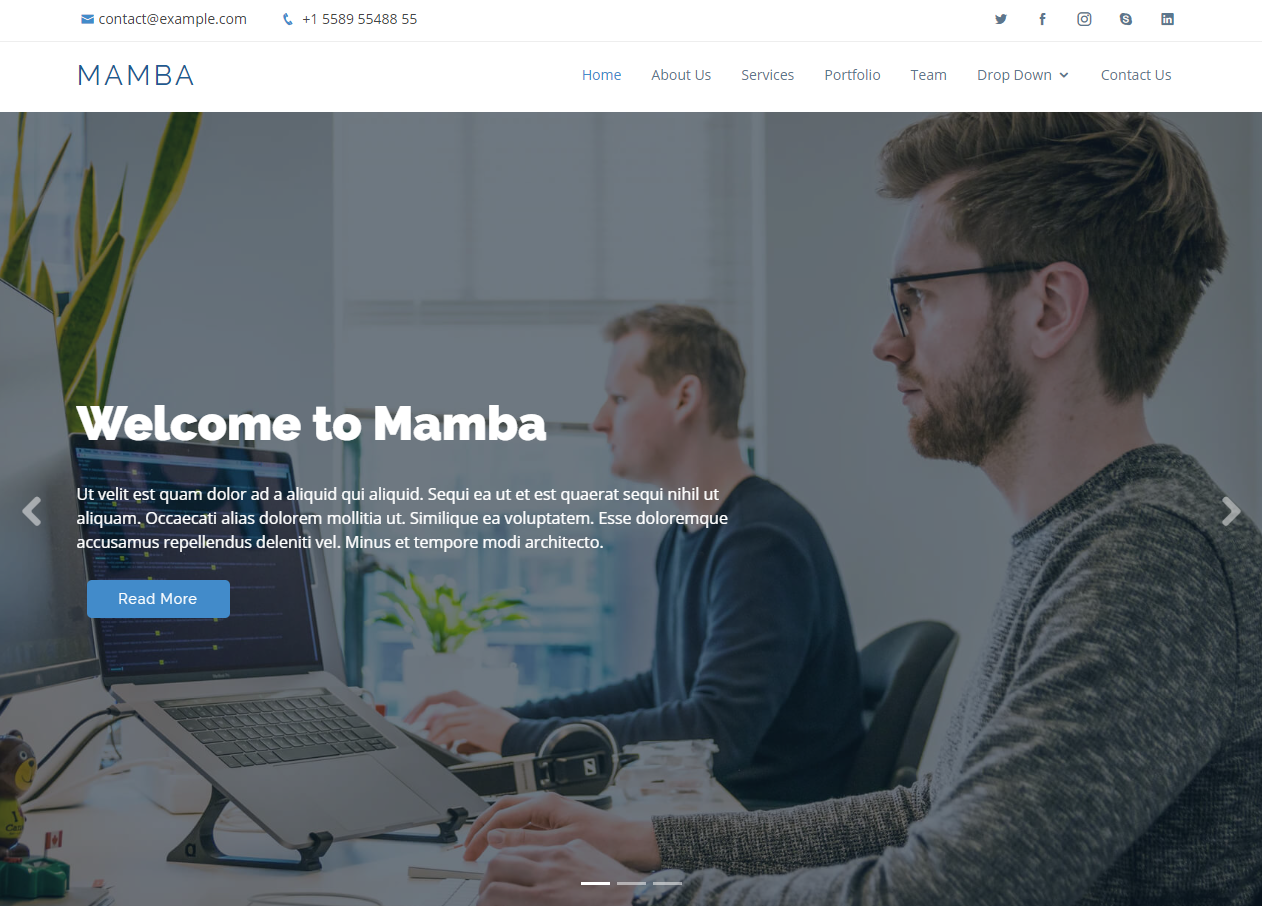 contact@example.com +1 5589 55488 55
MAMBA Home About Us Services Portfolio Team Drop Down Contact Us
Welcome to Mamba
Ut velit est quam dolor ad a aliquid qui aliquid. Sequi ea ut et est quaerat sequi nihil ut
aliquam. Occaecati alias dolorem mollitia ut. Similique ea voluptatem. Esse doloremque
accusamus repellendus deleniti vel. Minus et tempore modi architecto.
Read More